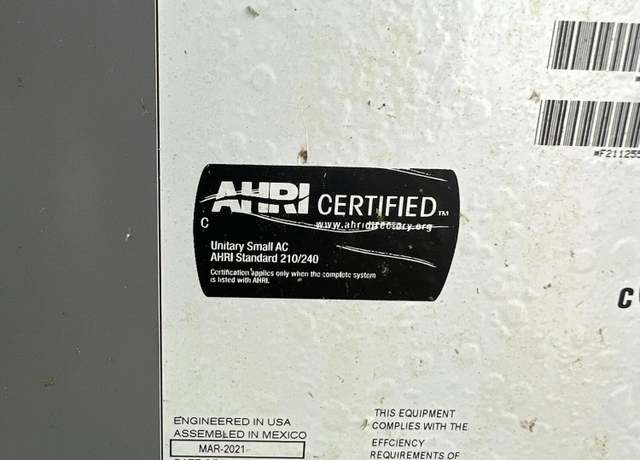 *F211255
AHRI CERTIFIED™
www.ahridirectory.org
C
Unitary Small AC
AHRI Standard 210/240
Certification applies only when the complete system
is listed with AHRI.
C
ENGINEERED IN USA
ASSEMBLED IN MEXICO
MAR-2021
THIS EQUIPMENT
COMPLIES WITH THE
EFFCIENCY
REQUIREMENTS OF